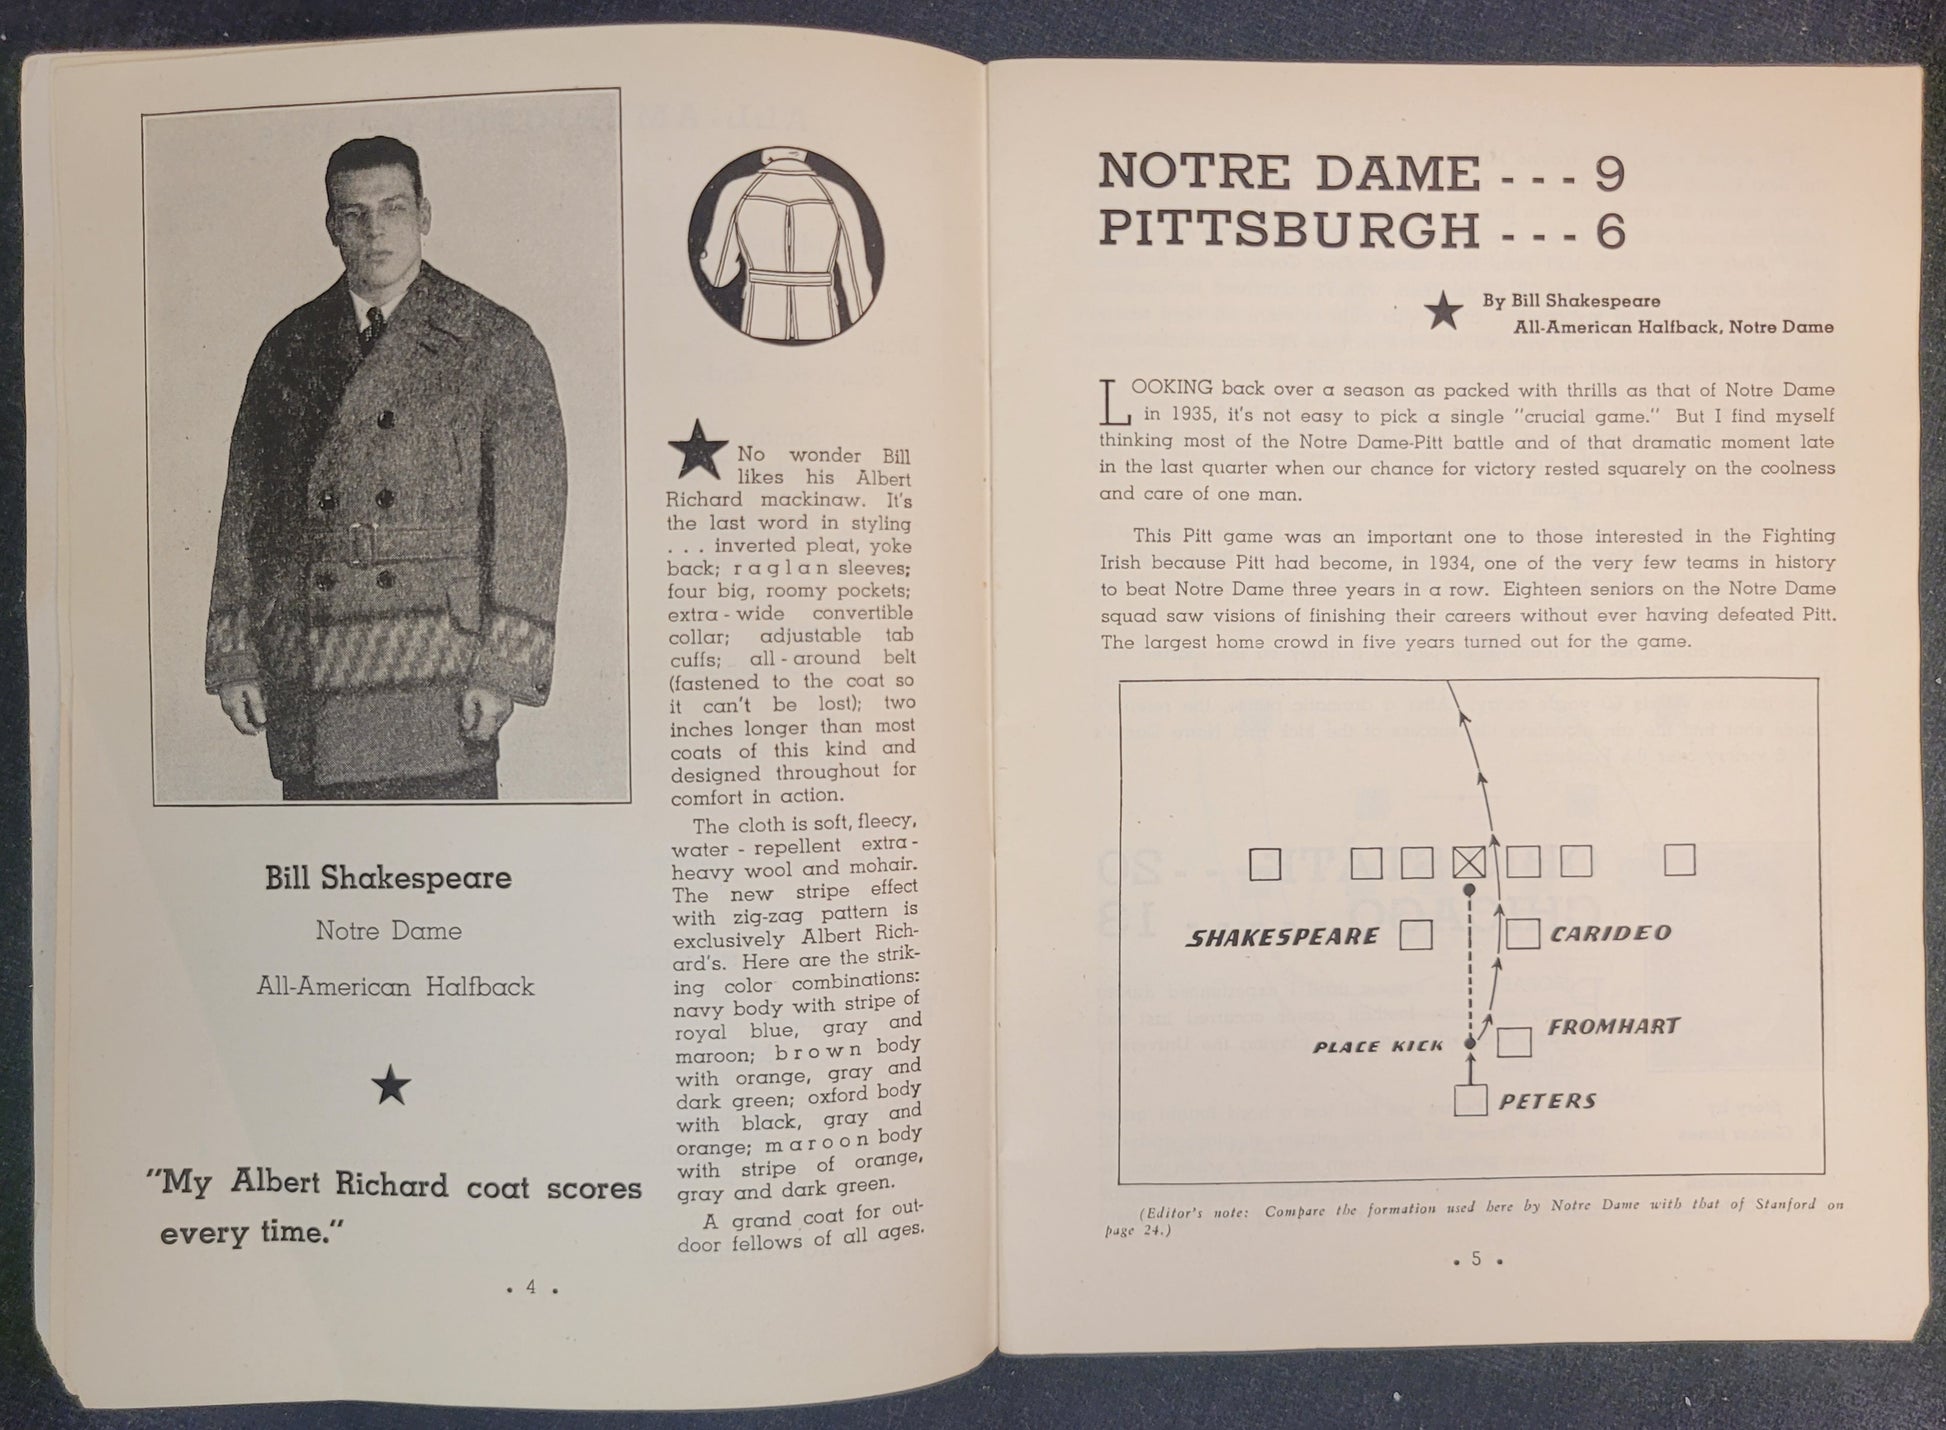 Bill Shakespeare
Notre Dame
All-American Halfback
"My Albert Richard coat scores
every time."
No wonder Bill
likes his Albert
Richard mackinaw. It's
the last word in styling
. . . inverted pleat, yoke
back; raglan sleeves;
four big, roomy pockets;
extra-wide convertible
collar; adjustable tab
cuffs; all-around belt
(fastened to the coat so
it can't be lost); two
inches longer than most
coats of this kind and
designed throughout for
comfort in action.
The cloth is soft, fleecy,
water-repellent extra-
heavy wool and mohair.
The new stripe effect
with zig-zag pattern is
exclusively Albert Rich-
ard's. Here are the strik-
ing color combinations:
navy body with stripe of
royal blue, gray and
maroon; brown body
with orange, gray and
dark green; oxford body
with black, gray and
orange; maroon body
with stripe of orange,
gray and dark green.
A grand coat for out-
door fellows of all ages.
. 4 .
NOTRE DAME - - - 9
PITTSBURGH - - - 6
By Bill Shakespeare
All-American Halfback, Notre Dame
LOOKING back over a season as packed with thrills as that of Notre Dame
in 1935, it's not easy to pick a single "crucial game." But I find myself
thinking most of the Notre Dame-Pitt battle and of that dramatic moment late
in the last quarter when our chance for victory rested squarely on the coolness
and care of one man.
This Pitt game was an important one to those interested in the Fighting
Irish because Pitt had become, in 1934, one of the very few teams in history
to beat Notre Dame three years in a row. Eighteen seniors on the Notre Dame
squad saw visions of finishing their careers without ever having defeated Pitt.
The largest home crowd in five years turned out for the game.
SHAKESPEARE
CARIDEO
PLACE KICK
FROMHART
PETERS
(Editor's note: Compare the formation used here by Notre Dame with that of Stanford on
page 24.)
. 5 .